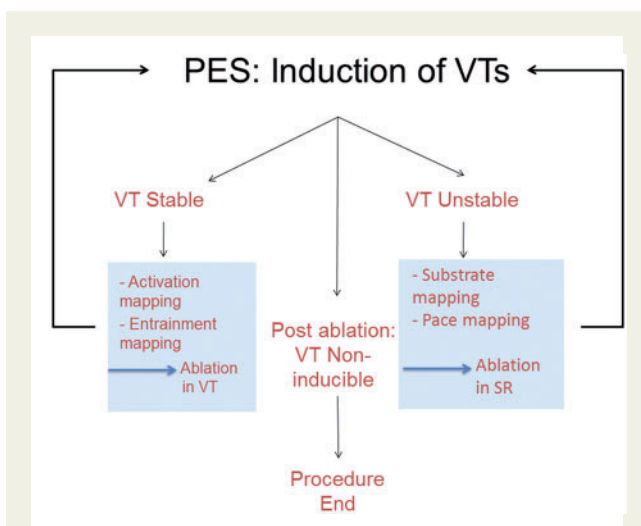 PES: Induction of VTs
VT Stable
VT Unstable
- Activation
mapping
- Entrainment
mapping
Ablation
in VT
Post ablation:
VT Non-
inducible
- Substrate
mapping
- Pace mapping
Ablation
in SR
Procedure
End